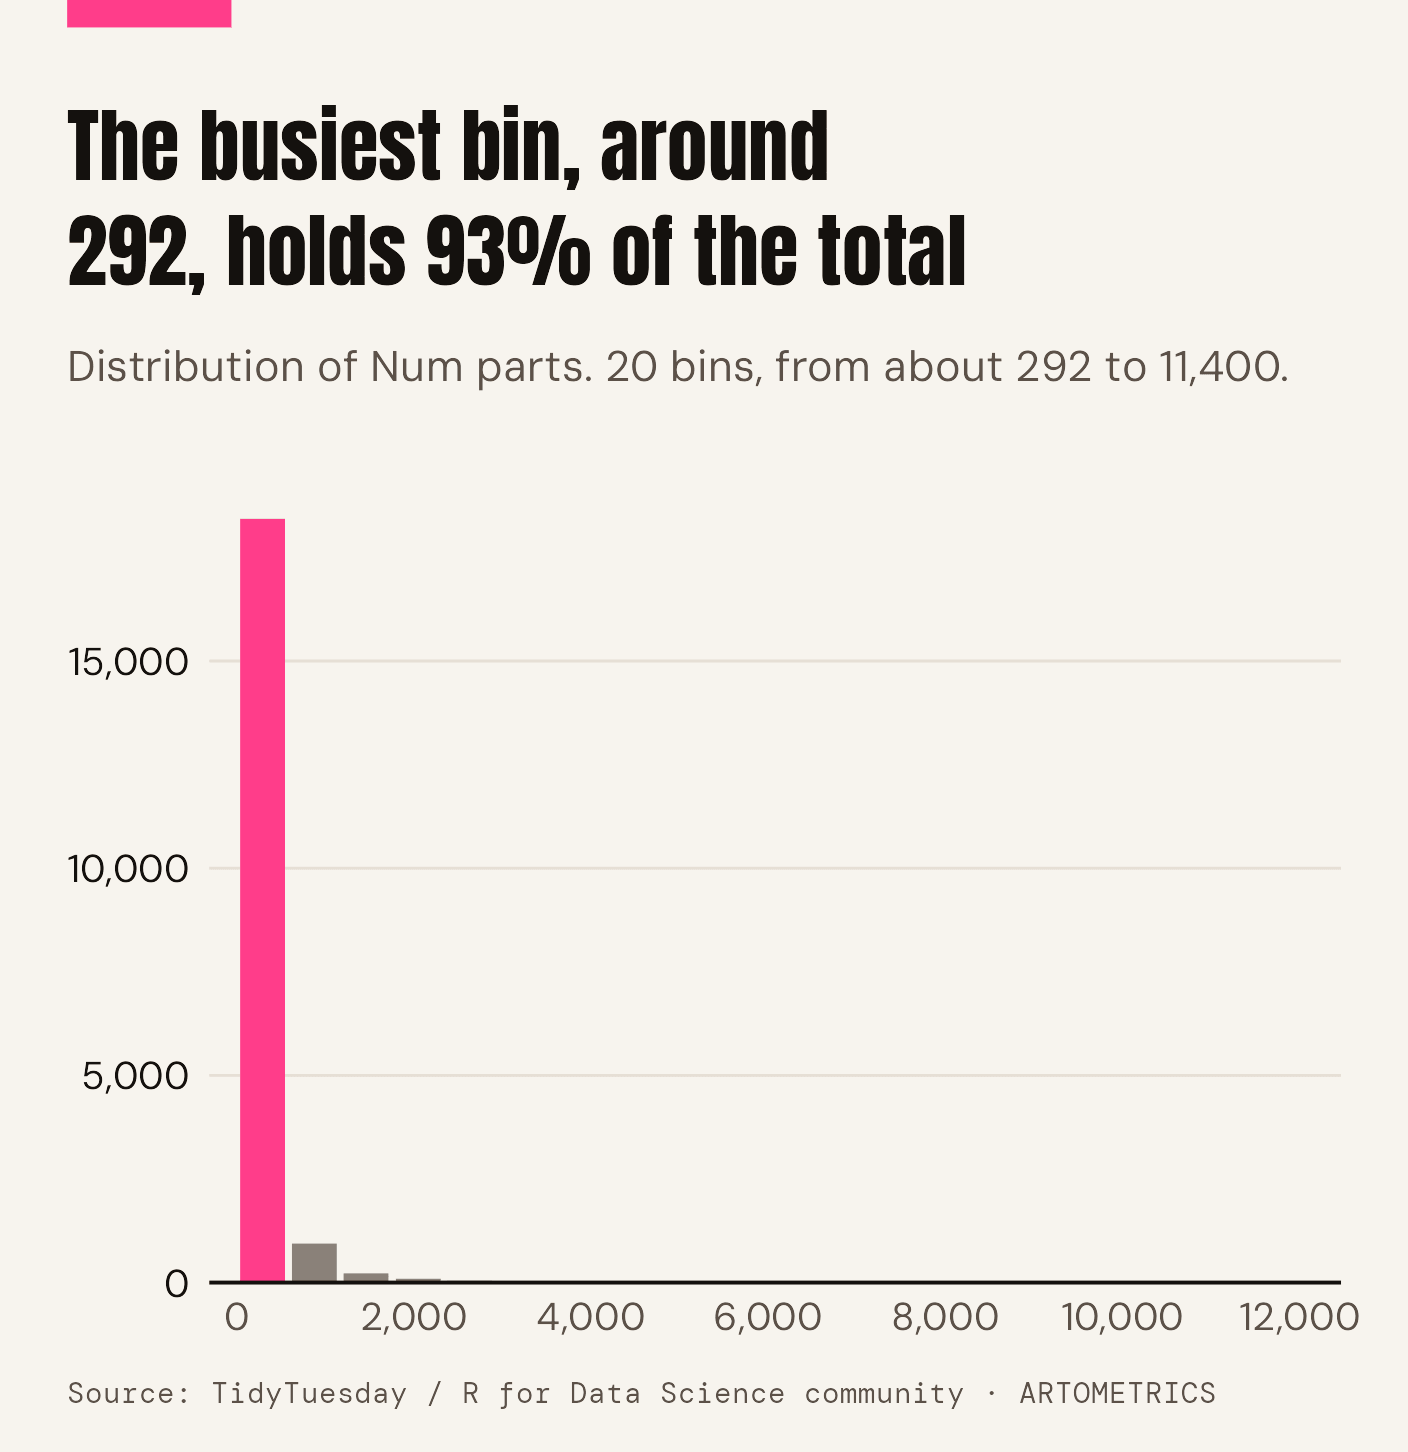 The busiest bin, around
292, holds 93% of the total
Distribution of Num parts. 20 bins, from about 292 to 11,400.
15,000
10,000
5,000
0
0 2,000 4,000 6,000 8,000 10,000 12,000
Source: TidyTuesday / R for Data Science community · ARTOMETRICS